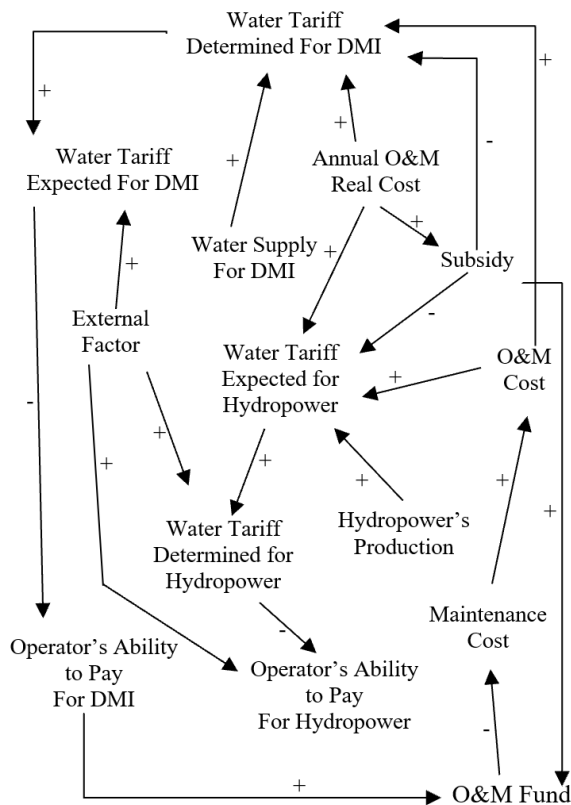 Water Tariff
Determined For DMI
+
+
Water Tariff
Expected For DMI
+
Annual O&M
Real Cost
-
+
Water Supply
For DMI
+
+
Subsidy
+
External
Factor
-
Water Tariff
Expected for
Hydropower
O&M
Cost
+
-
+
+
+
+
+
+
Hydropower's
Production
+
Water Tariff
Determined for
Hydropower
Maintenance
Cost
-
Operator's Ability
to Pay
For DMI
Operator's Ability
to Pay
For Hydropower
-
+
O&M Fund